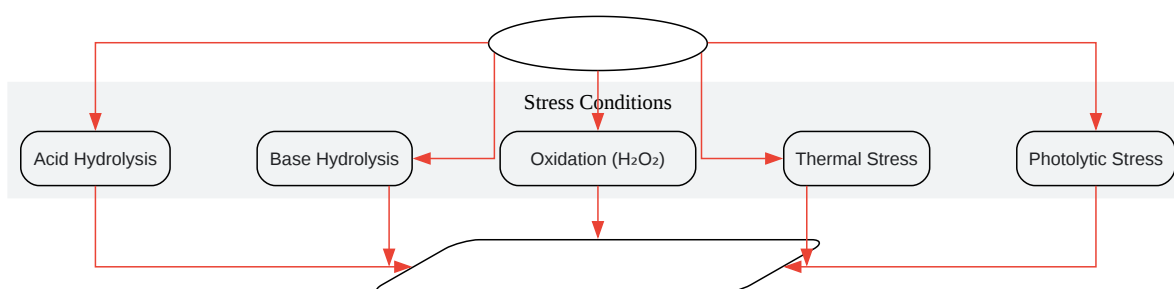 Stress Conditions
Acid Hydrolysis
Base Hydrolysis
Oxidation (H₂O₂)
Thermal Stress
Photolytic Stress